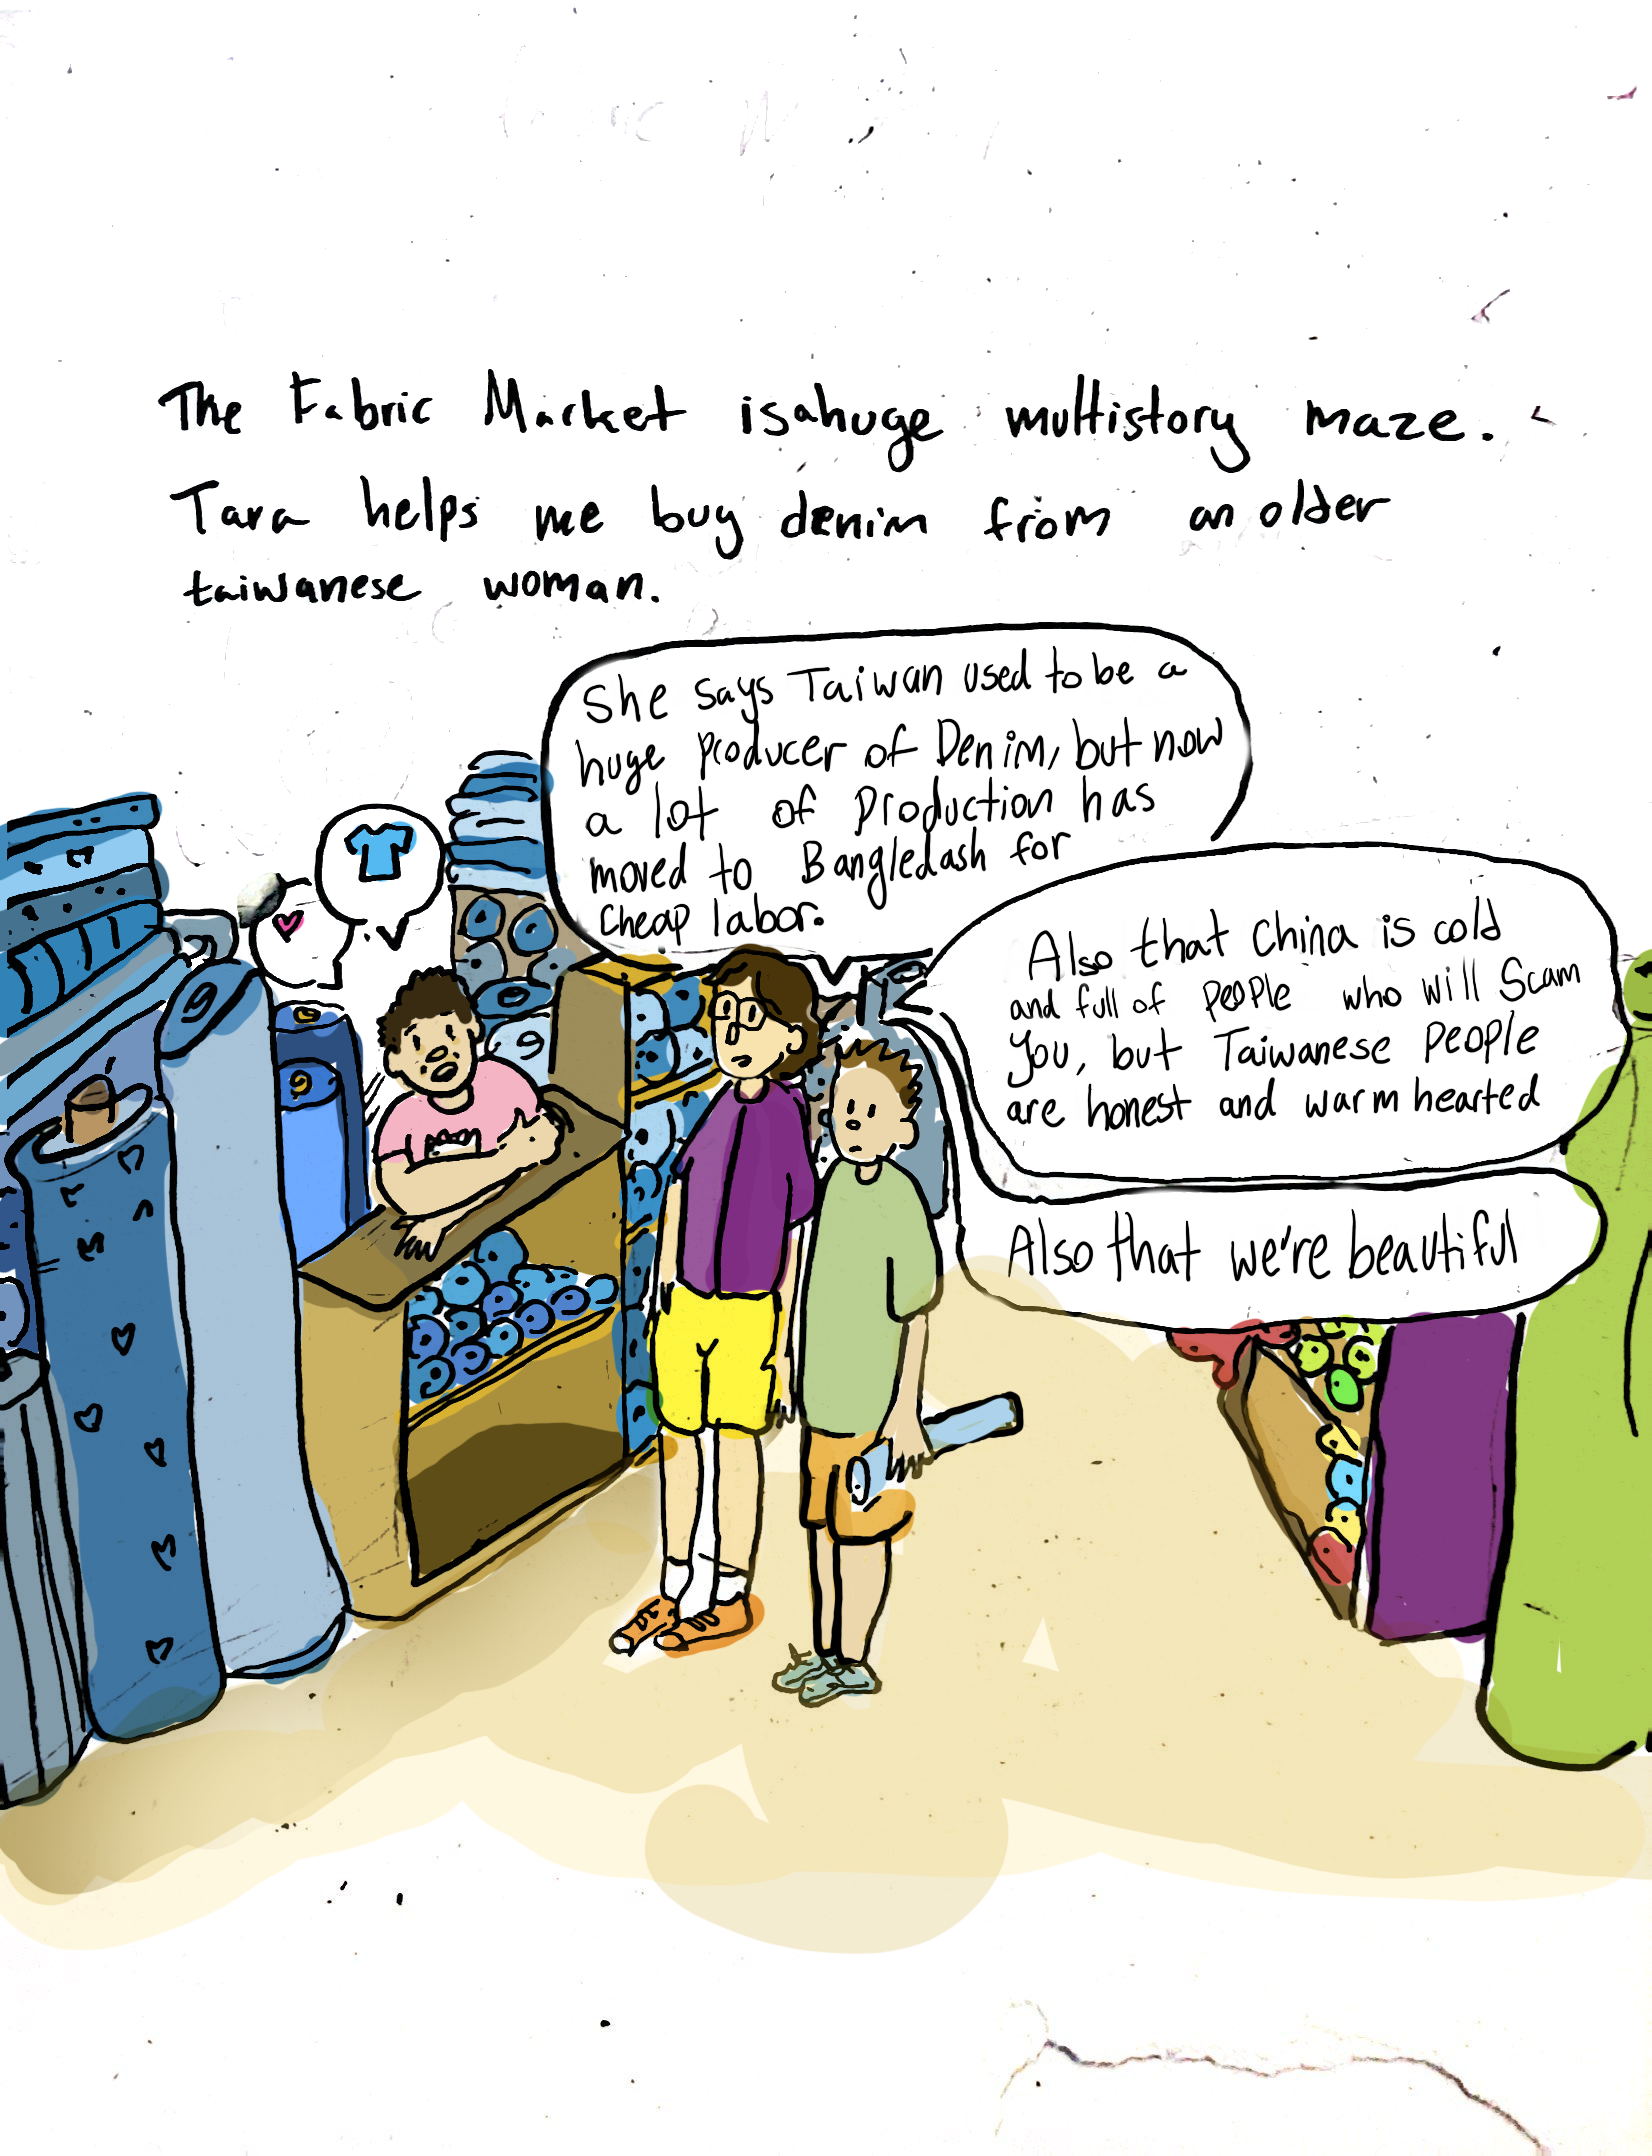 The Fabric Market is a huge multistory maze.
Tara helps me buy denim from an older
taiwanese woman.
She says Taiwan used to be a
huge producer of Denim, but now
a lot of production has
moved to Bangledash for
cheap labor.
Also that China is cold
and full of people who will scam
you, but Taiwanese people
are honest and warm hearted
Also that we're beautiful